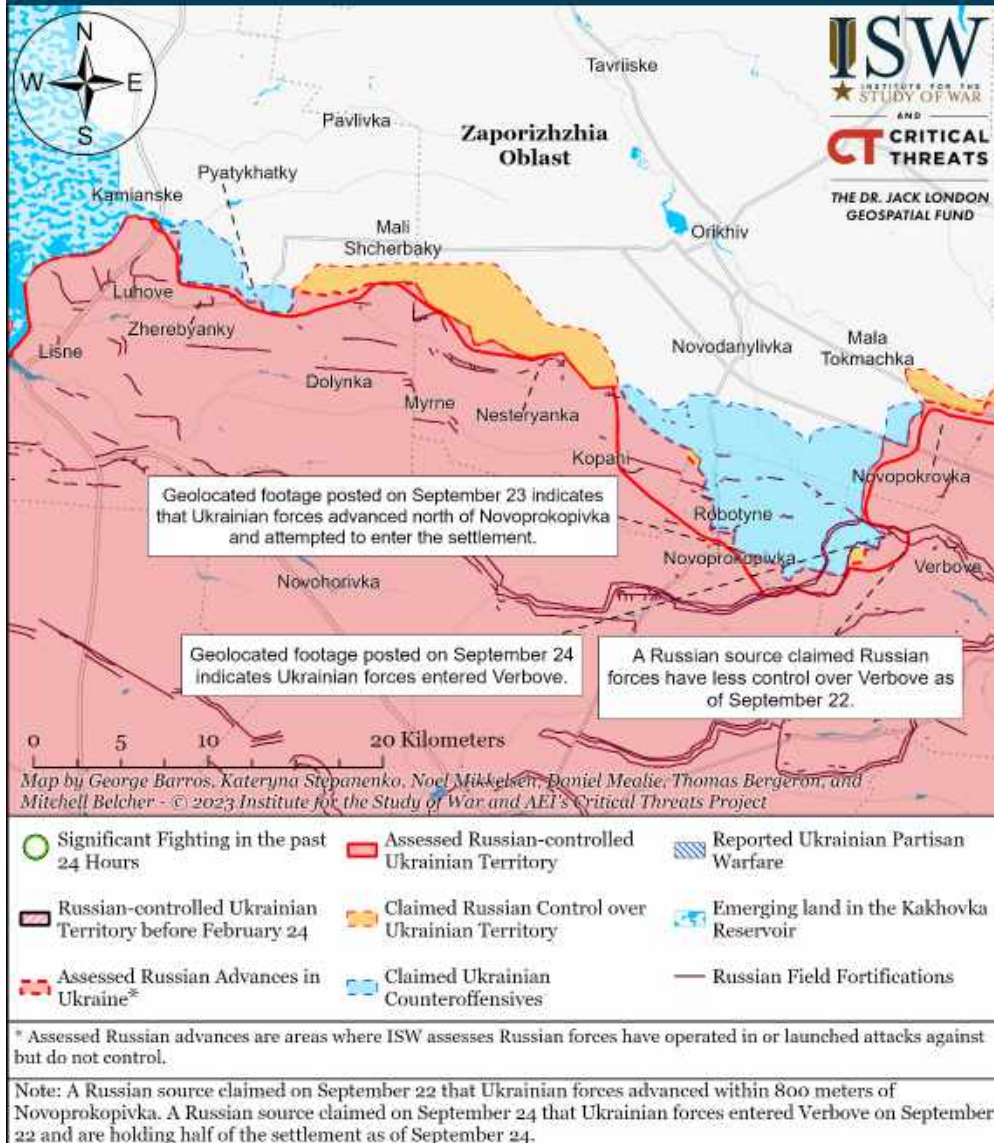 N
W E
S
ISW
INSTITUTE FOR THE
STUDY OF WAR
AND
CT CRITICAL
THREATS
THE DR. JACK LONDON
GEOSPATIAL FUND
Tavriiske
Pavlivka
Zaporizhzhia
Oblast
Pyatykhatky
Kamianske
Mali
Shcherbaky
Orikhiv
Luhove
Zherebyanky
Lisne
Dolynka
Myrne
Nesteryanka
Novodanylivka
Mala
Tokmachka
Kopani
Novopokrovka
Geolocated footage posted on September 23 indicates
that Ukrainian forces advanced north of Novoprokopivka
and attempted to enter the settlement.
Robotyne
Novoprokopivka
Verbove
Novohorivka
Geolocated footage posted on September 24
indicates Ukrainian forces entered Verbove.
A Russian source claimed Russian
forces have less control over Verbove as
of September 22.
0 5 10 20 Kilometers
Map by George Barros, Kateryna Stepanenko, Noel Mikkelsen, Daniel Mealie, Thomas Bergeron, and
Mitchell Belcher - © 2023 Institute for the Study of War and AEI's Critical Threats Project
Significant Fighting in the past
24 Hours
Assessed Russian-controlled
Ukrainian Territory
Reported Ukrainian Partisan
Warfare
Russian-controlled Ukrainian
Territory before February 24
Claimed Russian Control over
Ukrainian Territory
Emerging land in the Kakhovka
Reservoir
Assessed Russian Advances in
Ukraine*
Claimed Ukrainian
Counteroffensives
Russian Field Fortifications
* Assessed Russian advances are areas where ISW assesses Russian forces have operated in or launched attacks against
but do not control.
Note: A Russian source claimed on September 22 that Ukrainian forces advanced within 800 meters of
Novoprokopivka. A Russian source claimed on September 24 that Ukrainian forces entered Verbove on September
22 and are holding half of the settlement as of September 24.